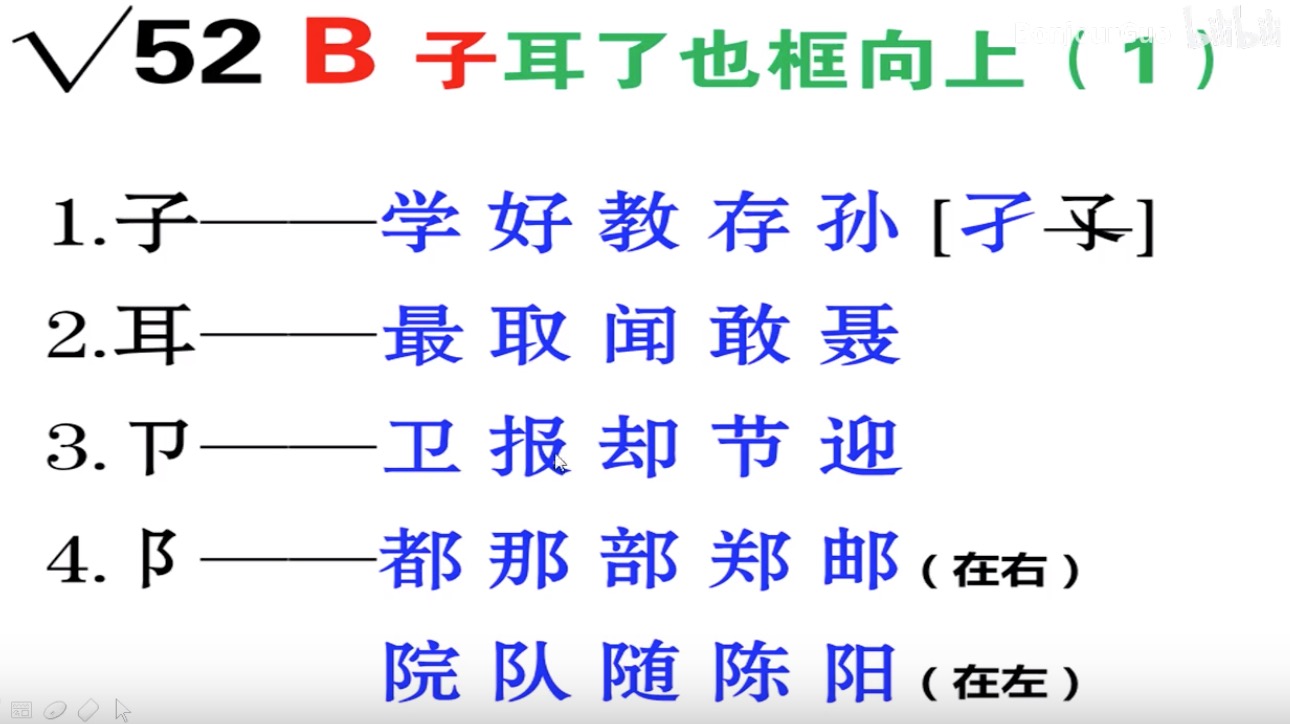 √52 B 子耳了也框向上（1）
1.子———学 好 教 存 孙 [孑 孓]
2.耳———最 取 闻 敢 聂
3.卩———卫 报 却 节 迎
4.阝———都 那 部 郑 邮（在右）
院 队 随 陈 阳（在左）